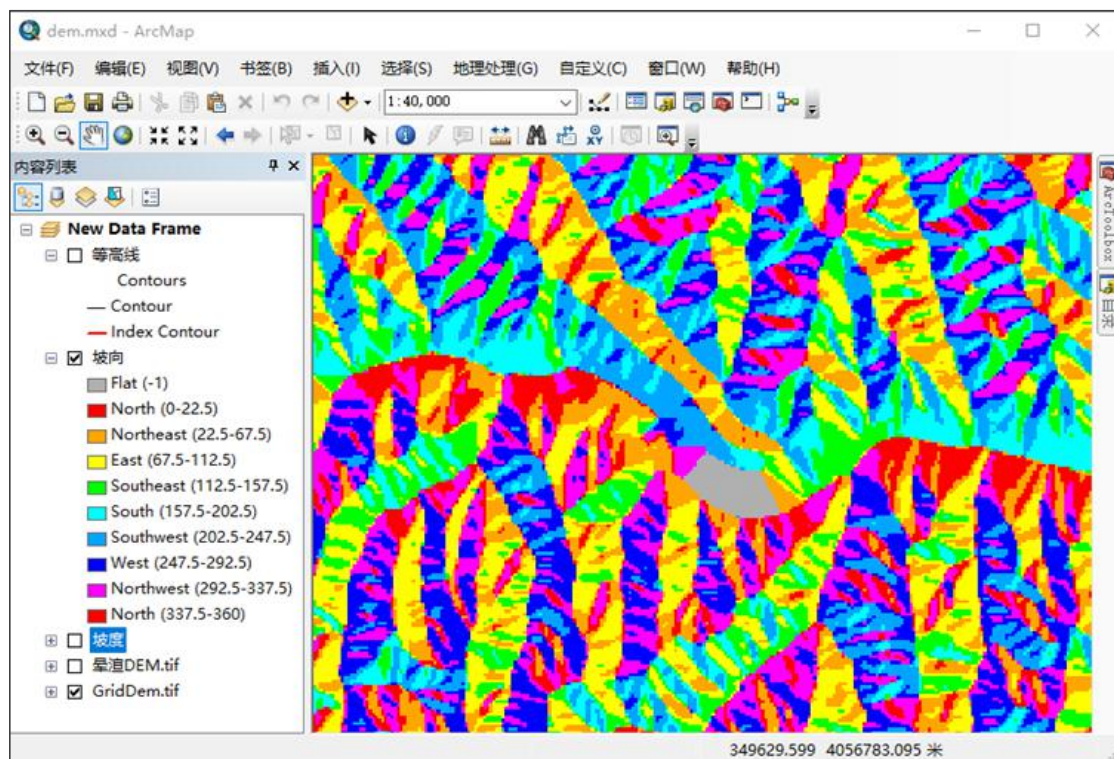 dem.mxd - ArcMap
文件(F) 编辑(E) 视图(V) 书签(B) 插入(I) 选择(S) 地理处理(G) 自定义(C) 窗口(W) 帮助(H)
1:40,000
XY
内容列表
New Data Frame
等高线
Contours
Contour
Index Contour
坡向
Flat (-1)
North (0-22.5)
Northeast (22.5-67.5)
East (67.5-112.5)
Southeast (112.5-157.5)
South (157.5-202.5)
Southwest (202.5-247.5)
West (247.5-292.5)
Northwest (292.5-337.5)
North (337.5-360)
坡度
晕渲DEM.tif
GridDem.tif
ArcToolbox
目录
349629.599 4056783.095 米